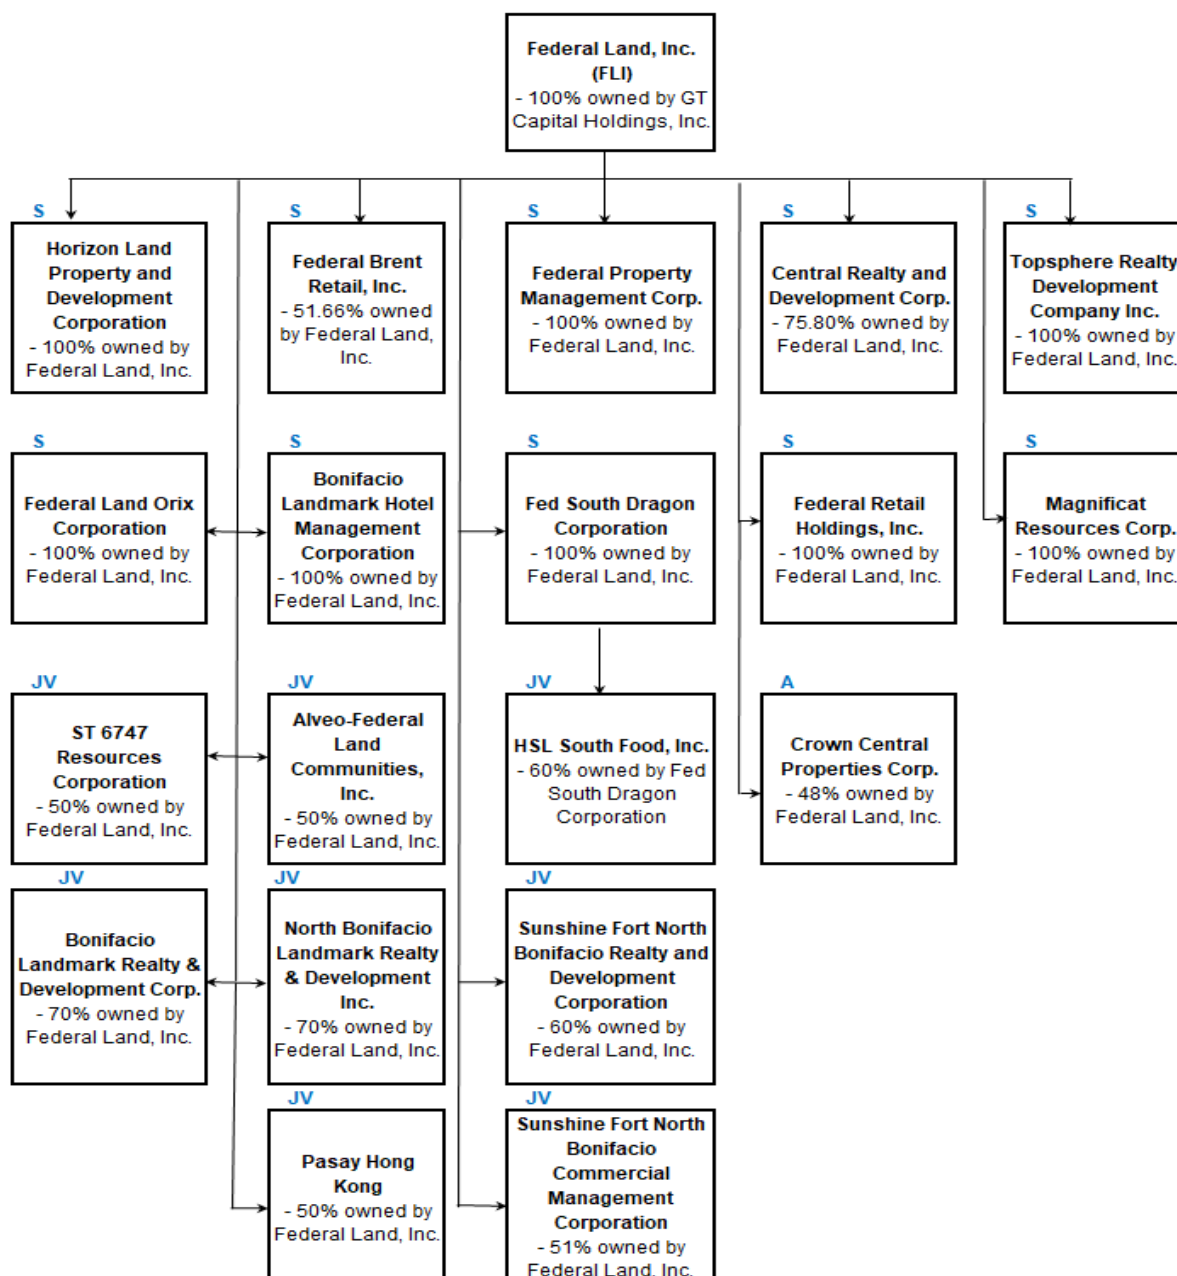 Federal Land, Inc.
(FLI)
- 100% owned by GT
Capital Holdings, Inc.
S
Horizon Land
Property and
Development
Corporation
- 100% owned by
Federal Land, Inc.
S
Federal Brent
Retail, Inc.
- 51.66% owned
by Federal Land,
Inc.
S
Federal Property
Management Corp.
- 100% owned by
Federal Land, Inc.
S
Central Realty and
Development Corp.
- 75.80% owned by
Federal Land, Inc.
S
Topsphere Realty
Development
Company Inc.
- 100% owned by
Federal Land, Inc.
S
Federal Land Orix
Corporation
- 100% owned by
Federal Land, Inc.
S
Bonifacio
Landmark Hotel
Management
Corporation
- 100% owned by
Federal Land, Inc.
S
Fed South Dragon
Corporation
- 100% owned by
Federal Land, Inc.
S
Federal Retail
Holdings, Inc.
- 100% owned by
Federal Land, Inc.
S
Magnificat
Resources Corp.
- 100% owned by
Federal Land, Inc.
JV
ST 6747
Resources
Corporation
- 50% owned by
Federal Land, Inc.
JV
Alveo-Federal
Land
Communities,
Inc.
- 50% owned by
Federal Land, Inc.
JV
HSL South Food, Inc.
- 60% owned by Fed
South Dragon
Corporation
A
Crown Central
Properties Corp.
- 48% owned by
Federal Land, Inc.
JV
Bonifacio
Landmark Realty &
Development Corp.
- 70% owned by
Federal Land, Inc.
JV
North Bonifacio
Landmark Realty
& Development
Inc.
- 70% owned by
Federal Land, Inc.
JV
Sunshine Fort North
Bonifacio Realty and
Development
Corporation
- 60% owned by
Federal Land, Inc.
JV
Pasay Hong
Kong
- 50% owned by
Federal Land, Inc.
JV
Sunshine Fort North
Bonifacio
Commercial
Management
Corporation
- 51% owned by
Federal Land, Inc.